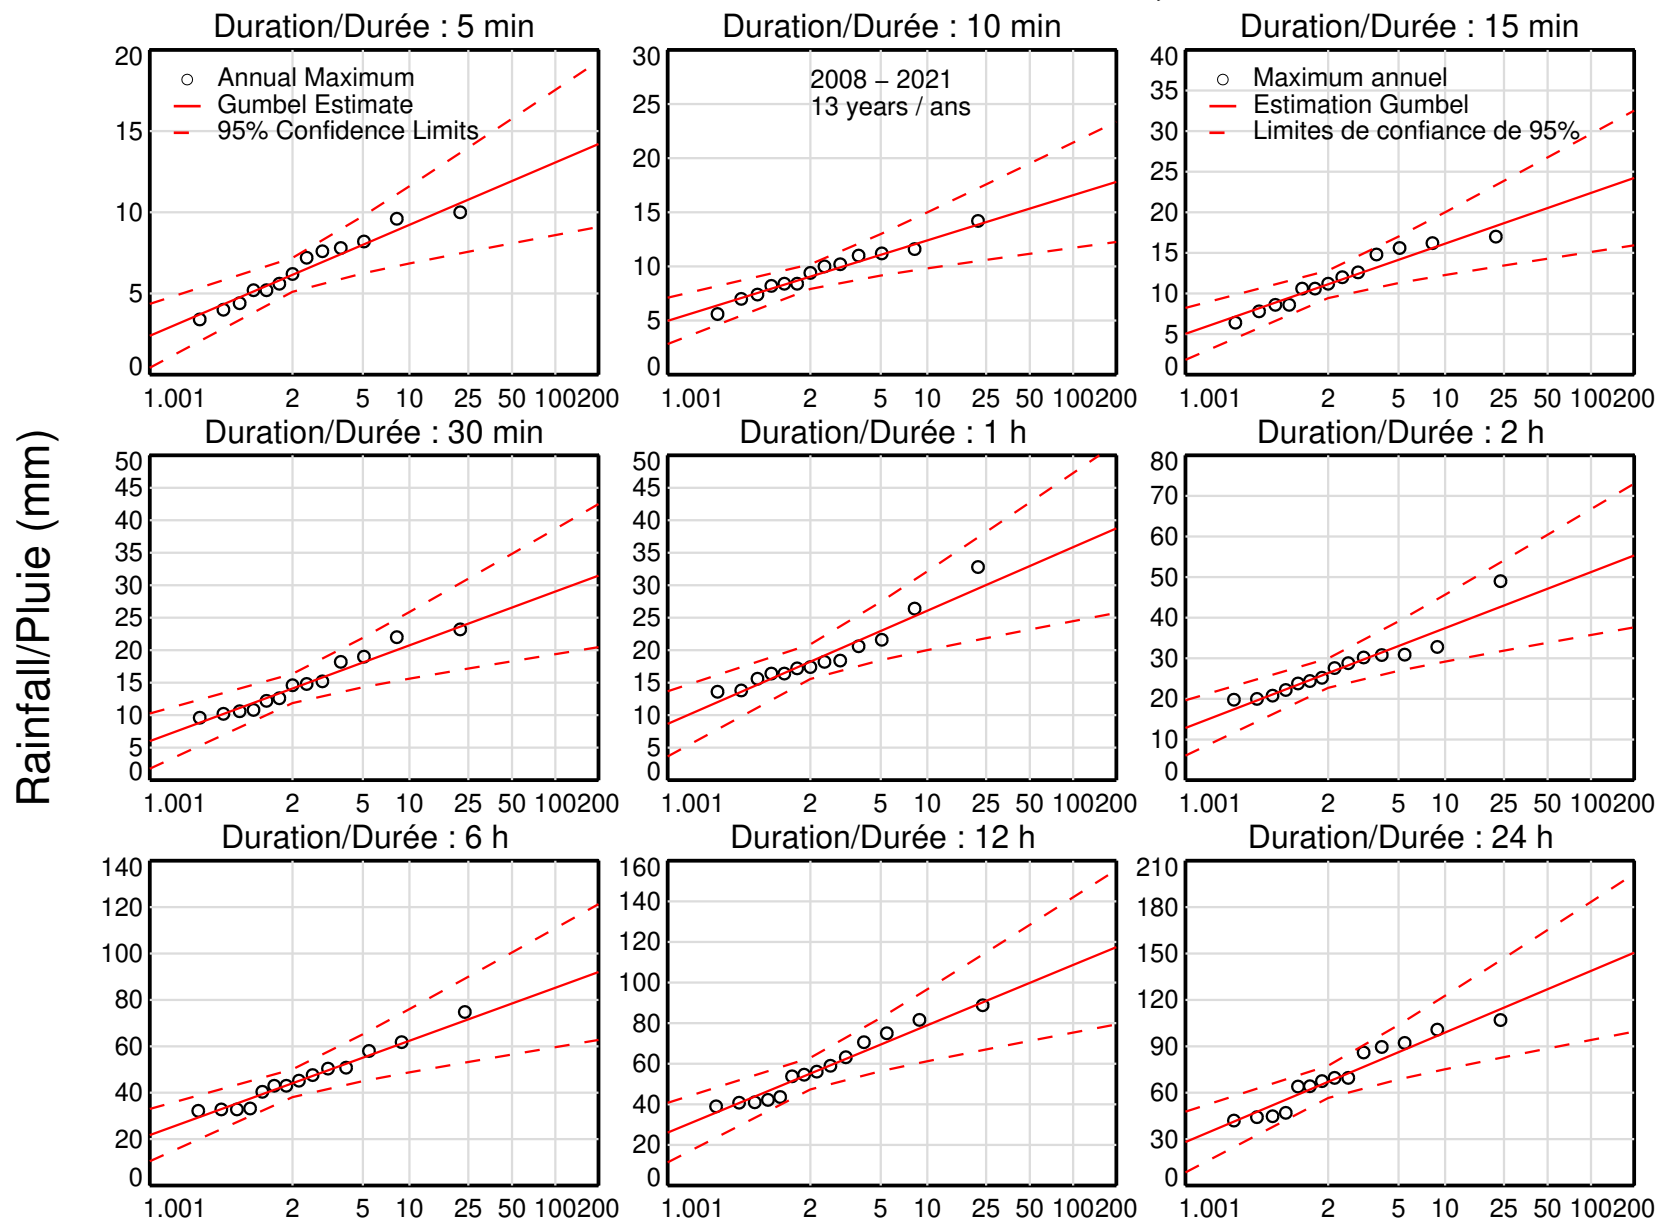 Duration/Durée : 5 min
20
15
10
5
0
Annual Maximum
Gumbel Estimate
95% Confidence Limits
1.001 2 5 10 25 50 100200
Duration/Durée : 10 min
30
25
20
15
10
5
0
2008 – 2021
13 years / ans
1.001 2 5 10 25 50 100200
Duration/Durée : 15 min
40
35
30
25
20
15
10
5
0
Maximum annuel
Estimation Gumbel
Limites de confiance de 95%
1.001 2 5 10 25 50 100200
Rainfall/Pluie (mm)
Duration/Durée : 30 min
50
45
40
35
30
25
20
15
10
5
0
1.001 2 5 10 25 50 100200
Duration/Durée : 1 h
50
45
40
35
30
25
20
15
10
5
0
1.001 2 5 10 25 50 100200
Duration/Durée : 2 h
80
70
60
50
40
30
20
10
0
1.001 2 5 10 25 50 100200
Duration/Durée : 6 h
140
120
100
80
60
40
20
0
1.001 2 5 10 25 50 100200
Duration/Durée : 12 h
160
140
120
100
80
60
40
20
0
1.001 2 5 10 25 50 100200
Duration/Durée : 24 h
210
180
150
120
90
60
30
0
1.001 2 5 10 25 50 100200